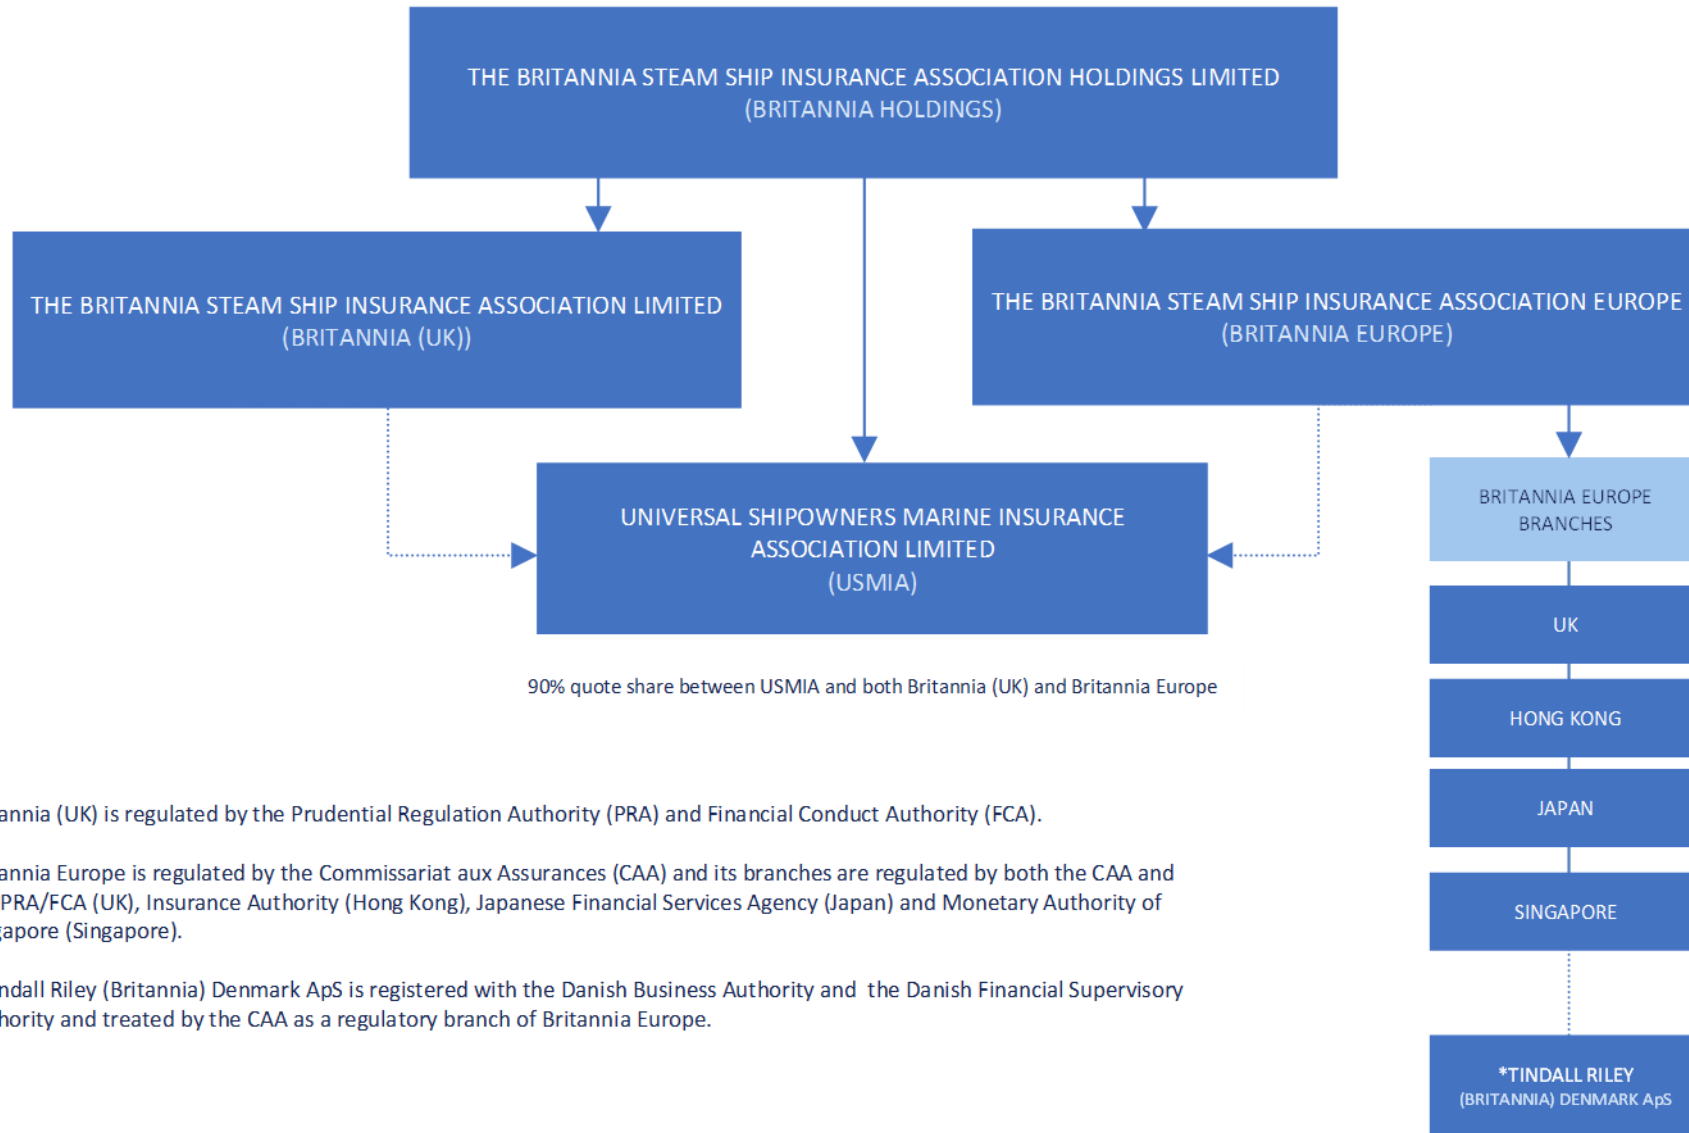 THE BRITANNIA STEAM SHIP INSURANCE ASSOCIATION HOLDINGS LIMITED
(BRITANNIA HOLDINGS)
THE BRITANNIA STEAM SHIP INSURANCE ASSOCIATION LIMITED
(BRITANNIA (UK))
THE BRITANNIA STEAM SHIP INSURANCE ASSOCIATION EUROPE
(BRITANNIA EUROPE)
UNIVERSAL SHIPOWNERS MARINE INSURANCE
ASSOCIATION LIMITED
(USMIA)
90% quote share between USMIA and both Britannia (UK) and Britannia Europe
BRITANNIA EUROPE
BRANCHES
UK
HONG KONG
JAPAN
SINGAPORE
*TINDALL RILEY
(BRITANNIA) DENMARK ApS
annia (UK) is regulated by the Prudential Regulation Authority (PRA) and Financial Conduct Authority (FCA).
annia Europe is regulated by the Commissariat aux Assurances (CAA) and its branches are regulated by both the CAA and
PRA/FCA (UK), Insurance Authority (Hong Kong), Japanese Financial Services Agency (Japan) and Monetary Authority of
gapore (Singapore).
ndall Riley (Britannia) Denmark ApS is registered with the Danish Business Authority and the Danish Financial Supervisory
hority and treated by the CAA as a regulatory branch of Britannia Europe.